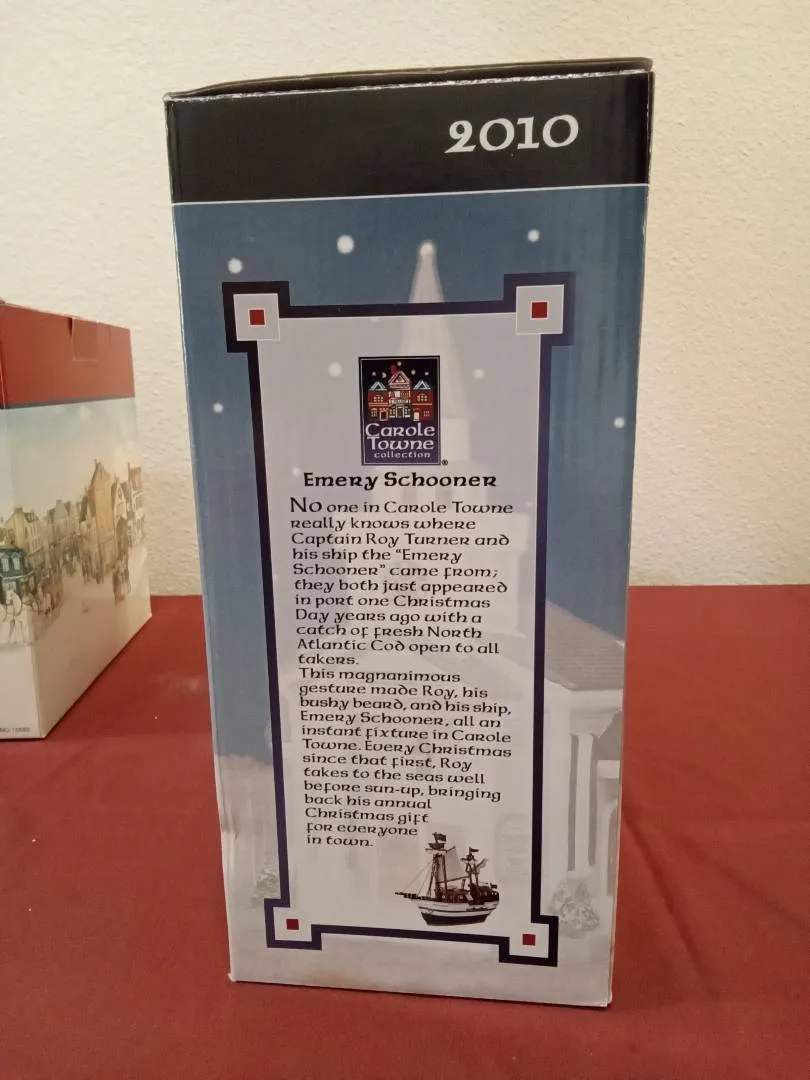 2010
Carole
Towne
collection
®
Emery Schooner
No one in Carole Towne
really knows where
Captain Roy Turner and
his ship the "Emery
Schooner" came from;
they both just appeared
in port one Christmas
Day years ago with a
catch of fresh North
Atlantic Cod open to all
takers.
This magnanimous
gesture made Roy, his
bushy beard, and his ship,
Emery Schooner, all an
instant fixture in Carole
Towne. Every Christmas
since that first, Roy
takes to the seas well
before sun-up, bringing
back his annual
Christmas gift
for everyone
in town.